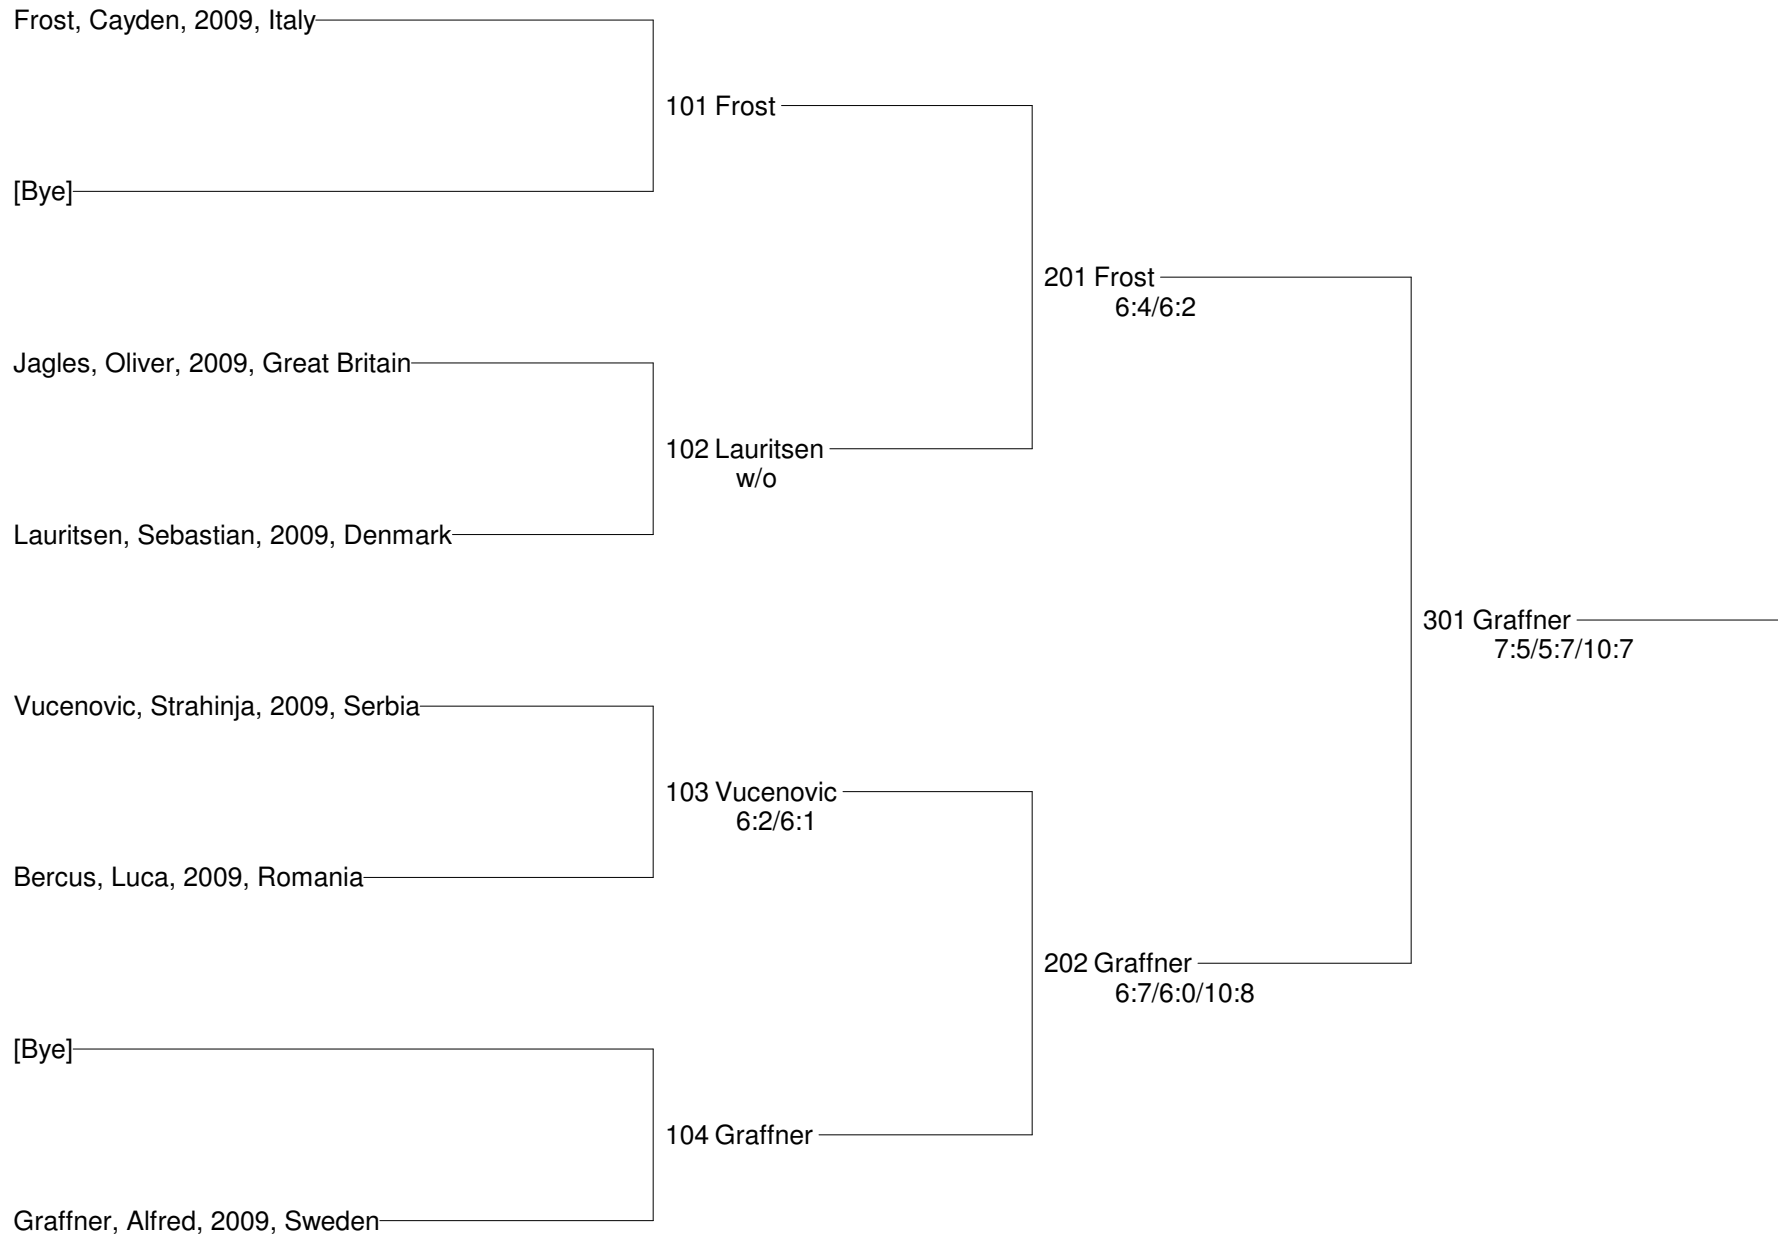 Frost, Cayden, 2009, Italy
101 Frost
[Bye]
201 Frost
6:4/6:2
Jagles, Oliver, 2009, Great Britain
102 Lauritsen
w/o
Lauritsen, Sebastian, 2009, Denmark
301 Graffner
7:5/5:7/10:7
Vucenovic, Strahinja, 2009, Serbia
103 Vucenovic
6:2/6:1
Bercus, Luca, 2009, Romania
202 Graffner
6:7/6:0/10:8
[Bye]
104 Graffner
Graffner, Alfred, 2009, Sweden